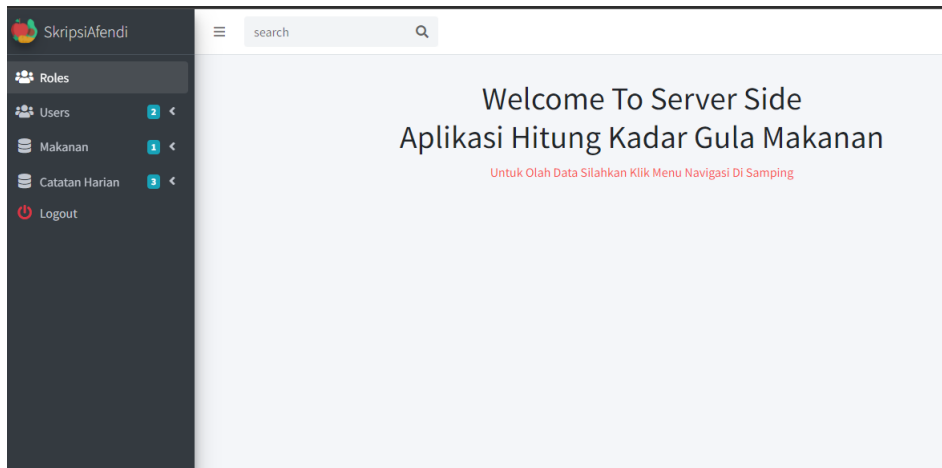 SkripsiAfendi
search
Roles
Users 2
Makanan 1
Catatan Harian 3
Logout
Welcome To Server Side
Aplikasi Hitung Kadar Gula Makanan
Untuk Olah Data Silahkan Klik Menu Navigasi Di Samping